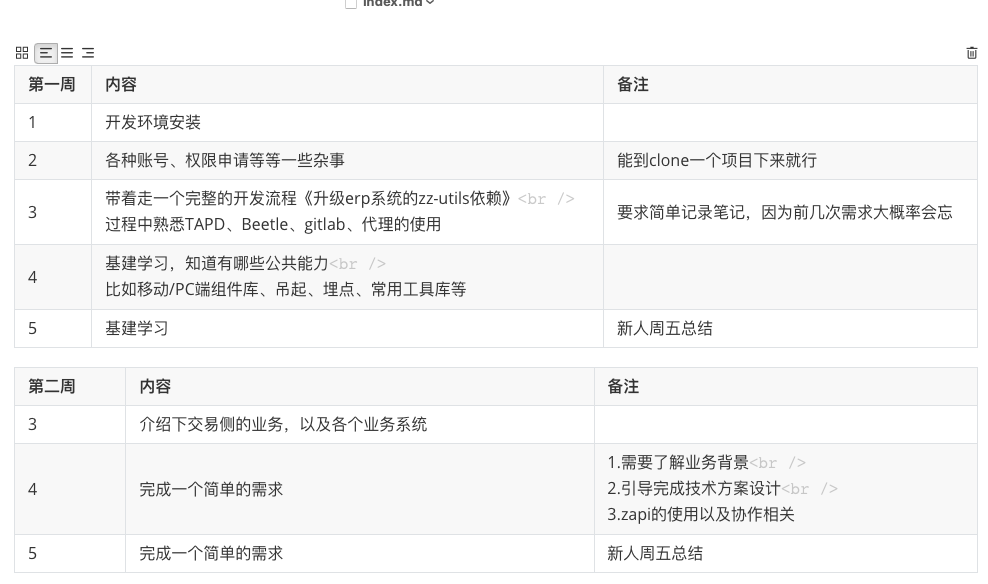 index.md
第一周 内容 备注
1 开发环境安装
2 各种账号、权限申请等等一些杂事 能到clone一个项目下来就行
3 带着走一个完整的开发流程《升级erp系统的zz-utils依赖》<br />
过程中熟悉TAPD、Beetle、gitlab、代理的使用 要求简单记录笔记，因为前几次需求大概率会忘
4 基建学习，知道有哪些公共能力<br />
比如移动/PC端组件库、吊起、埋点、常用工具库等
5 基建学习 新人周五总结
第二周 内容 备注
3 介绍下交易侧的业务，以及各个业务系统
4 完成一个简单的需求 1.需要了解业务背景<br />
2.引导完成技术方案设计<br />
3.zapi的使用以及协作相关
5 完成一个简单的需求 新人周五总结